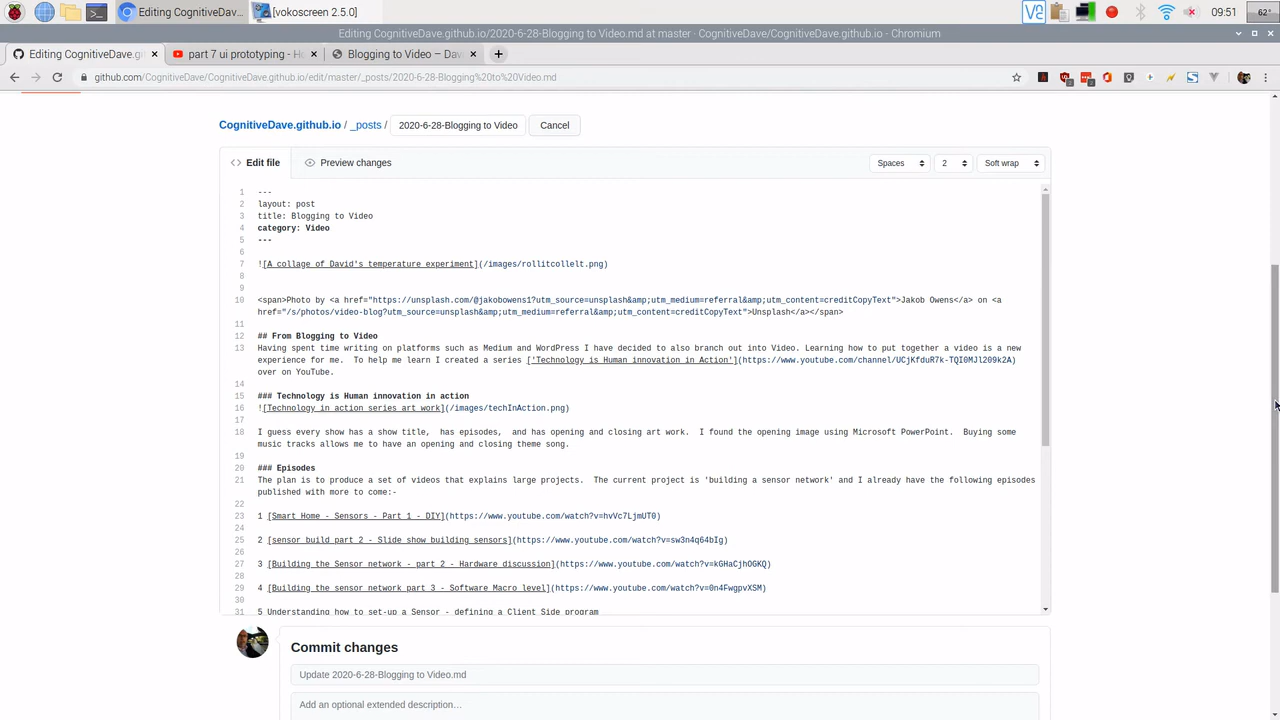 Editing CognitiveDav... [vokoscreen 2.5.0] 09:51 62°
Editing CognitiveDave.github.io/2020-6-28-Blogging to Video.md at master · CognitiveDave/CognitiveDave.github.io - Chromium
Editing CognitiveDave.gi × part 7 ui prototyping - Ho × Blogging to Video – Dav × +
github.com/CognitiveDave/CognitiveDave.github.io/edit/master/_posts/2020-6-28-Blogging%20to%20Video.md
CognitiveDave.github.io / _posts / 2020-6-28-Blogging to Video Cancel
<> Edit file Preview changes Spaces 2 Soft wrap
1 ---
2 layout: post
3 title: Blogging to Video
4 category: Video
5 ---
6
7 ![A collage of David's temperature experiment](/images/rollitcollelt.png)
8
9
10 <span>Photo by <a href="https://unsplash.com/@jakobowens1?utm_source=unsplash&amp;utm_medium=referral&amp;utm_content=creditCopyText">Jakob Owens</a> on <a
href="/s/photos/video-blog?utm_source=unsplash&amp;utm_medium=referral&amp;utm_content=creditCopyText">Unsplash</a></span>
11
12 ## From Blogging to Video
13 Having spent time writing on platforms such as Medium and WordPress I have decided to also branch out into Video. Learning how to put together a video is a new
experience for me.  To help me learn I created a series ['Technology is Human innovation in Action'](https://www.youtube.com/channel/UCjKfduR7k-TQI0MJl209k2A)
over on YouTube.
14
15 ### Technology is Human innovation in action
16 ![Technology in action series art work](/images/techInAction.png)
17
18 I guess every show has a show title,  has episodes,  and has opening and closing art work.  I found the opening image using Microsoft PowerPoint.  Buying some
music tracks allows me to have an opening and closing theme song.
19
20 ### Episodes
21 The plan is to produce a set of videos that explains large projects.  The current project is 'building a sensor network' and I already have the following episodes
published with more to come:-
22
23 1 [Smart Home - Sensors - Part 1 - DIY](https://www.youtube.com/watch?v=hvVc7LjmUT0)
24
25 2 [sensor build part 2 - Slide show building sensors](https://www.youtube.com/watch?v=sw3n4q64bIg)
26
27 3 [Building the Sensor network - part 2 - Hardware discussion](https://www.youtube.com/watch?v=kGHaCjhOGKQ)
28
29 4 [Building the sensor network part 3 - Software Macro level](https://www.youtube.com/watch?v=0n4FwgpvXSM)
30
31 5 Understanding how to set-up a Sensor - defining a Client Side program
Commit changes
Update 2020-6-28-Blogging to Video.md
Add an optional extended description…